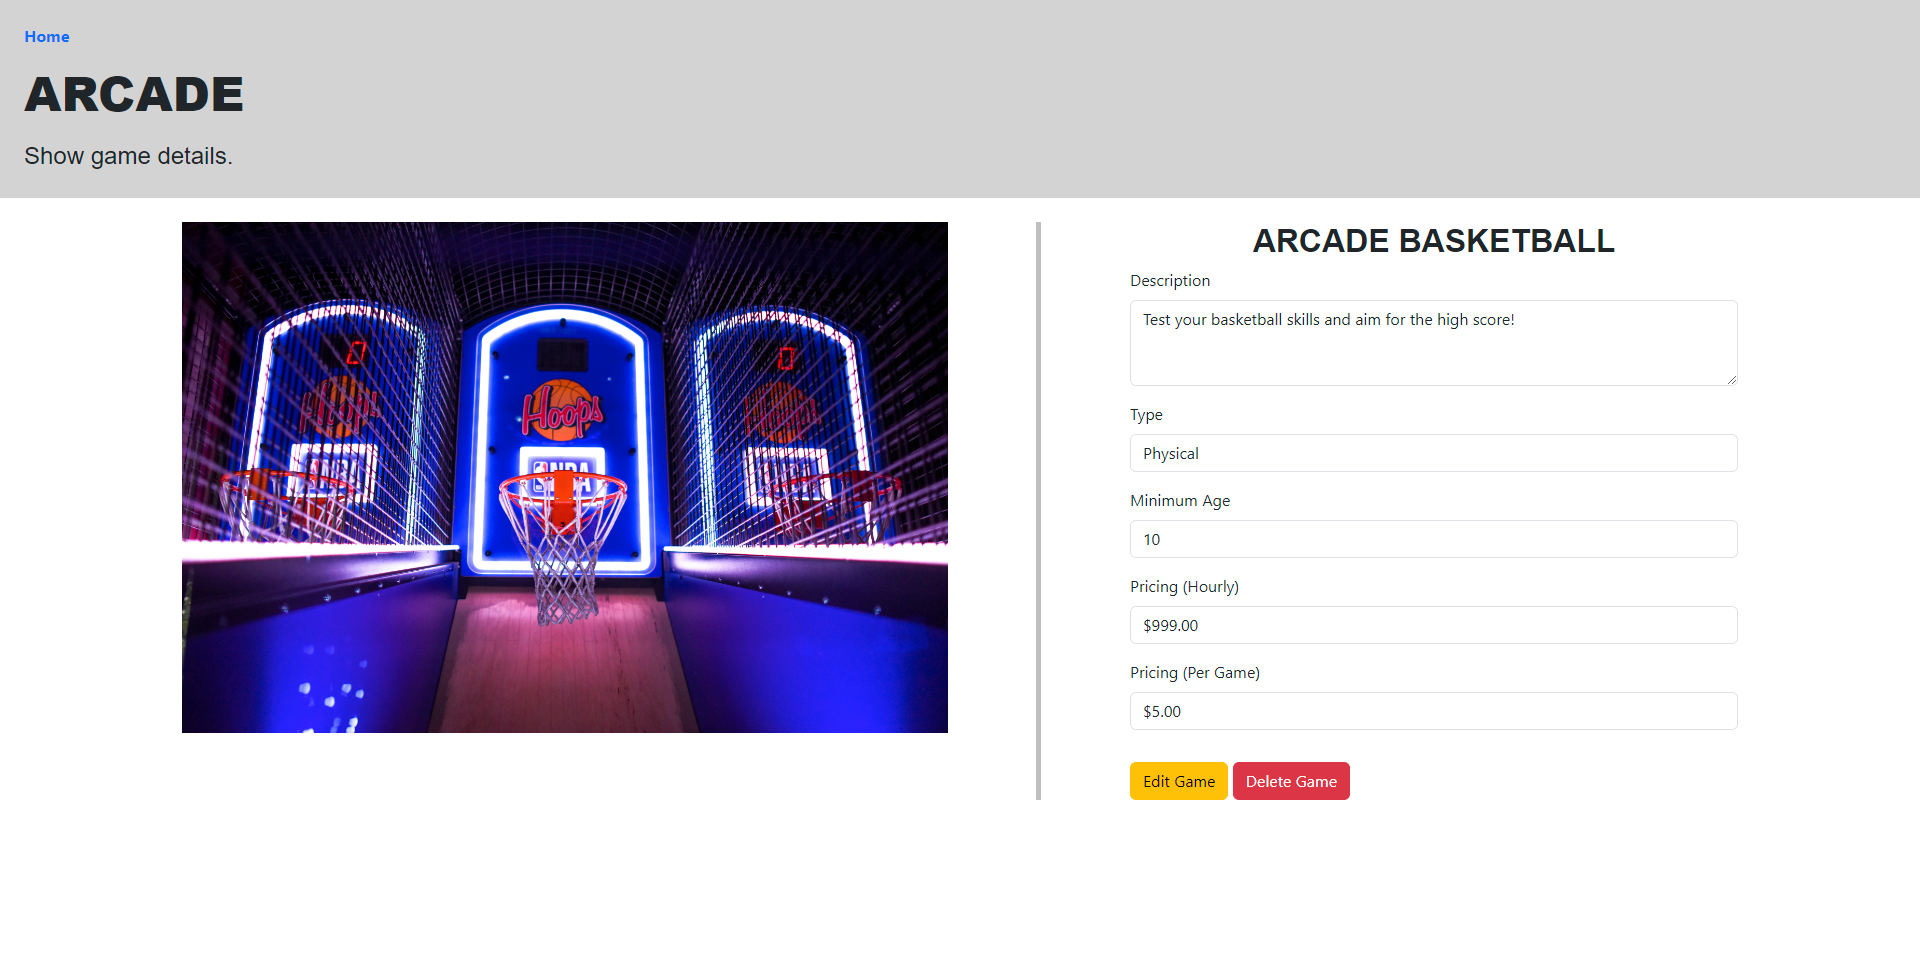 Home
ARCADE
Show game details.
ARCADE BASKETBALL
Description
Test your basketball skills and aim for the high score!
Type
Physical
Minimum Age
10
Pricing (Hourly)
$999.00
Pricing (Per Game)
$5.00
Edit Game Delete Game
0
0
Hoops
NBA